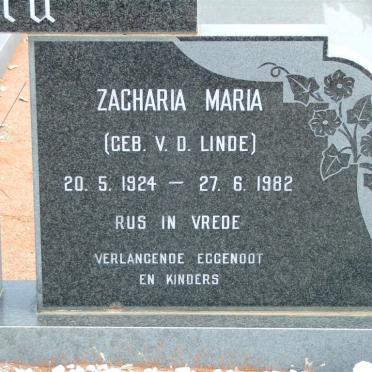 ZACHARIA MARIA
(GEB. V. D. LINDE)
20. 5. 1924 — 27. 6. 1982
RUS IN VREDE
VERLANGENDE EGGENOOT
EN KINDERS